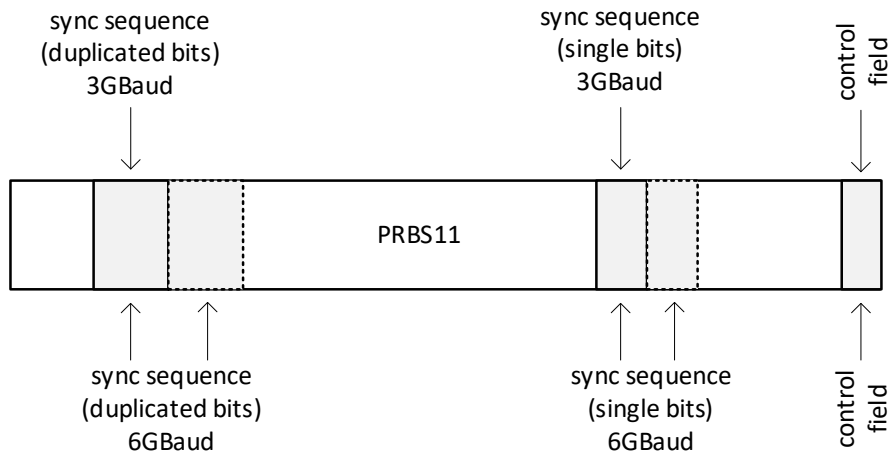 sync sequence
(duplicated bits)
3GBaud
sync sequence
(single bits)
3GBaud
control
field
PRBS11
sync sequence
(duplicated bits)
6GBaud
sync sequence
(single bits)
6GBaud
control
field